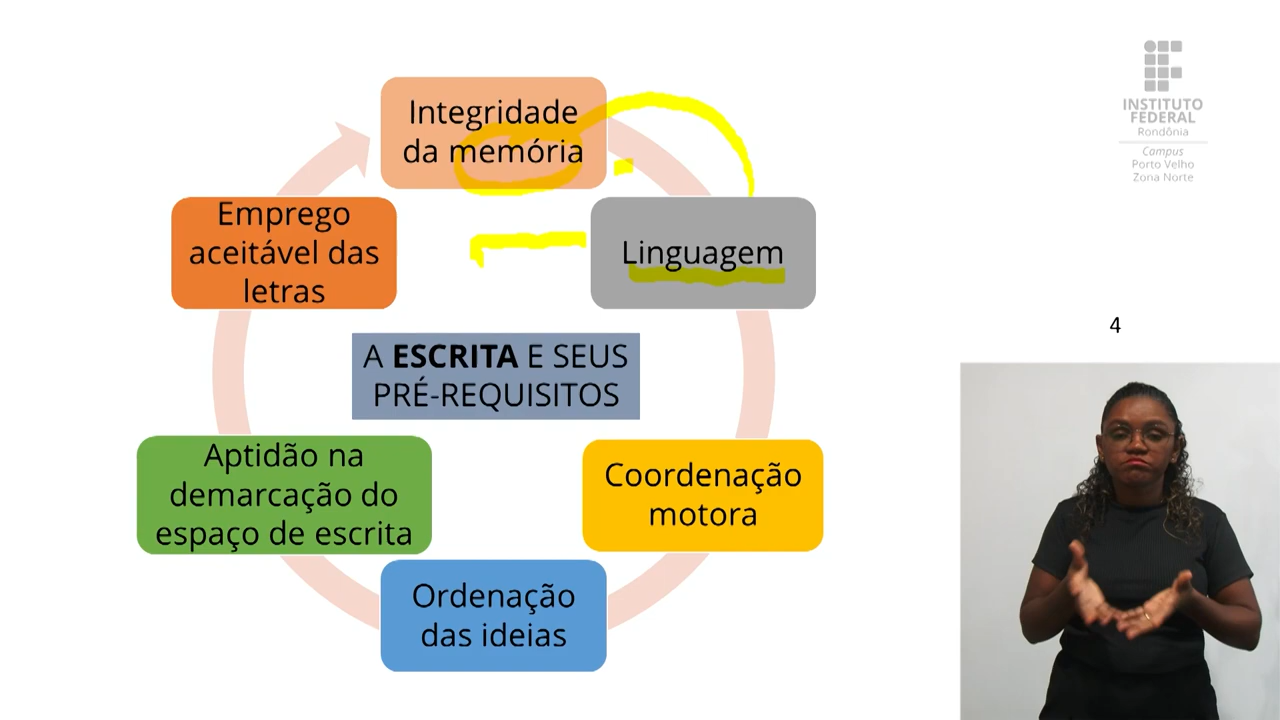 Integridade
da memória
Linguagem
Coordenação
motora
Ordenação
das ideias
Aptidão na
demarcação do
espaço de escrita
Emprego
aceitável das
letras
A ESCRITA E SEUS
PRÉ-REQUISITOS
INSTITUTO
FEDERAL
Rondônia
Campus
Porto Velho
Zona Norte
4